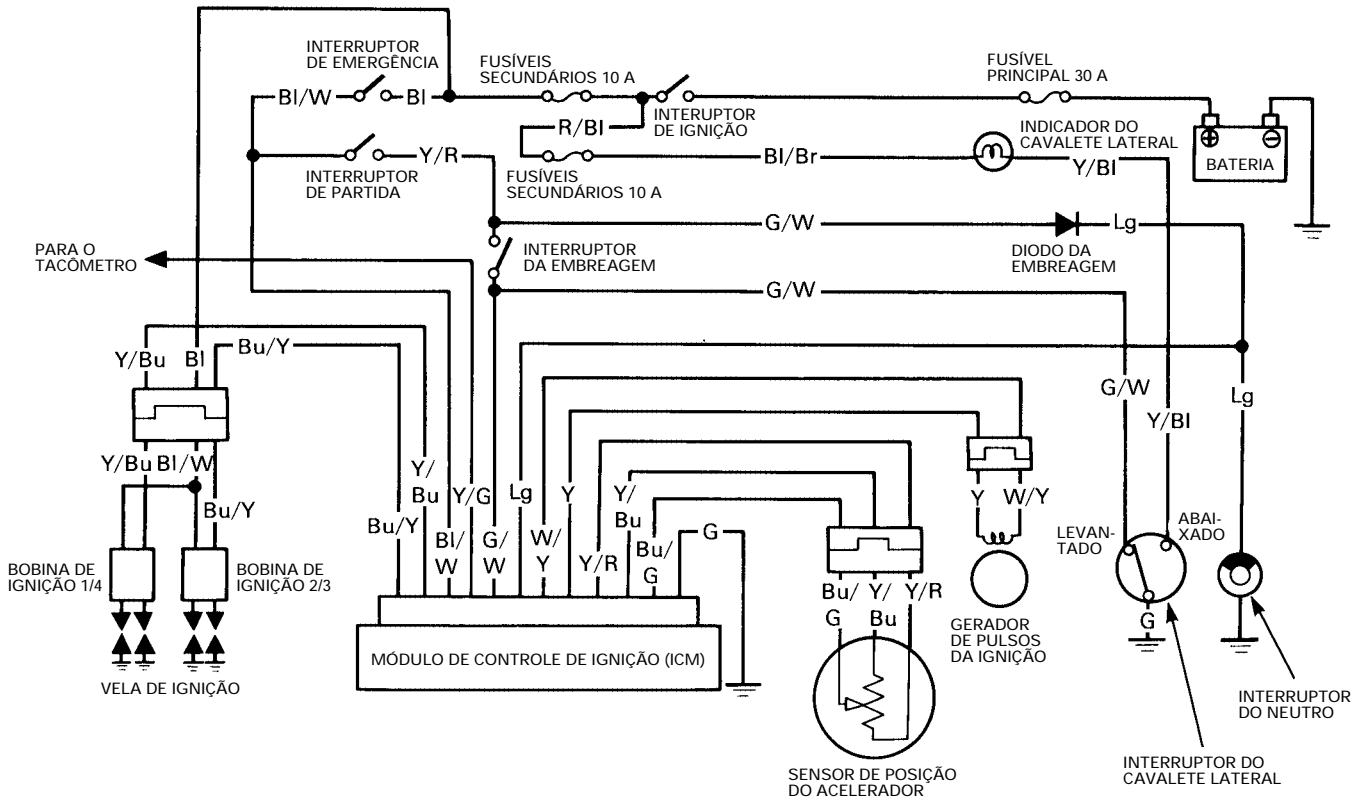 INTERRUPTOR
DE EMERGÊNCIA
FUSÍVEIS
SECUNDÁRIOS 10 A
FUSÍVEL
PRINCIPAL 30 A
Bl/W
Bl
INTERUPTOR
DE IGNIÇÃO
R/Bl
INDICADOR DO
CAVALETE LATERAL
Y/R
Bl/Br
Y/Bl
BATERIA
INTERRUPTOR
DE PARTIDA
FUSÍVEIS
SECUNDÁRIOS 10 A
G/W
Lg
PARA O
TACÔMETRO
INTERRUPTOR
DA EMBREAGEM
DIODO DA
EMBREAGEM
G/W
Y/Bu
Bl
Bu/Y
G/W
Lg
Y/Bl
Y/Bu
Bl/W
Bu/Y
Bu/Y
Y/
Bu
Bl/
W
Y/G
G/
W
Lg
W/
Y
Y
Y/R
Y/
Bu
Bu/
G
G
Y
W/Y
LEVAN-
TADO
ABAI-
XADO
BOBINA DE
IGNIÇÃO 1/4
BOBINA DE
IGNIÇÃO 2/3
Bu/
G
Y/
Bu
Y/R
GERADOR
DE PULSOS
DA IGNIÇÃO
G
MÓDULO DE CONTROLE DE IGNIÇÃO (ICM)
VELA DE IGNIÇÃO
INTERRUPTOR
DO NEUTRO
SENSOR DE POSIÇÃO
DO ACELERADOR
INTERRUPTOR DO
CAVALETE LATERAL